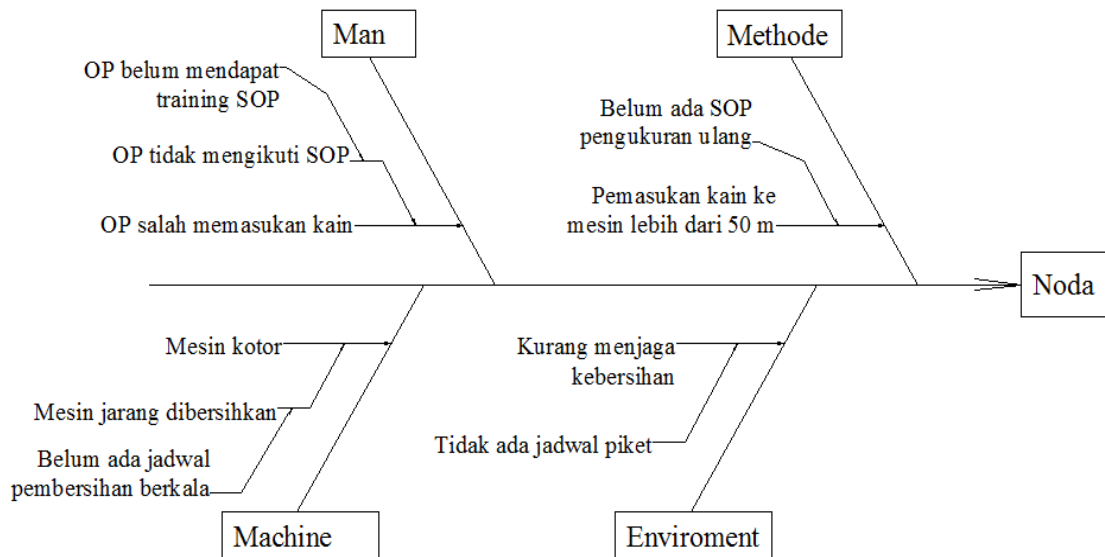 Man
Methode
OP belum mendapat
training SOP
OP tidak mengikuti SOP
OP salah memasukan kain
Belum ada SOP
pengukuran ulang
Pemasukan kain ke
mesin lebih dari 50 m
Noda
Mesin kotor
Mesin jarang dibersihkan
Belum ada jadwal
pembersihan berkala
Kurang menjaga
kebersihan
Tidak ada jadwal piket
Machine
Enviroment